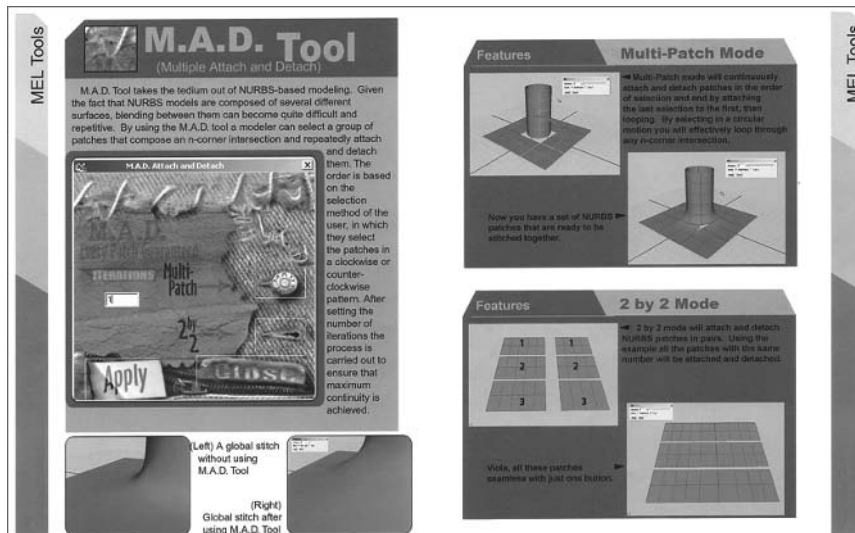 MEL Tools
M.A.D. Tool
(Multiple Attach and Detach)
M.A.D. Tool takes the tedium out of NURBS-based modeling. Given
the fact that NURBS models are composed of several different
surfaces, blending between them can become quite difficult and
repetitive. By using the M.A.D. tool a modeler can select a group of
patches that compose an n-corner intersection and repeatedly attach
and detach
them. The
order is based
on the
selection
method of the
user, in which
they select
the patches in
a clockwise or
counter-
clockwise
pattern. After
setting the
number of
iterations the
process is
carried out to
ensure that
maximum
continuity is
achieved.
M.A.D. Attach and Detach
M.A.D.
Every Patch Guaranteed
ITERATIONS
Multi-
Patch
2 by 2
Apply
Close
(Left) A global stitch
without using
M.A.D. Tool
(Right)
Global stitch after
using M.A.D. Tool
Features
Multi-Patch Mode
Multi-Patch mode will continuously
attach and detach patches in the order
of selection and end by attaching
the last selection to the first, then
looping. By selecting in a circular
motion you will effectively loop through
any n-corner intersection.
Now you have a set of NURBS
patches that are ready to be
stitched together.
Features
2 by 2 Mode
2 by 2 mode will attach and detach
NURBS patches in pairs. Using the
example all the patches with the same
number will be attached and detached.
1 1
2 2
3 3
Viola, all these patches
seamless with just one button.
MEL Tools